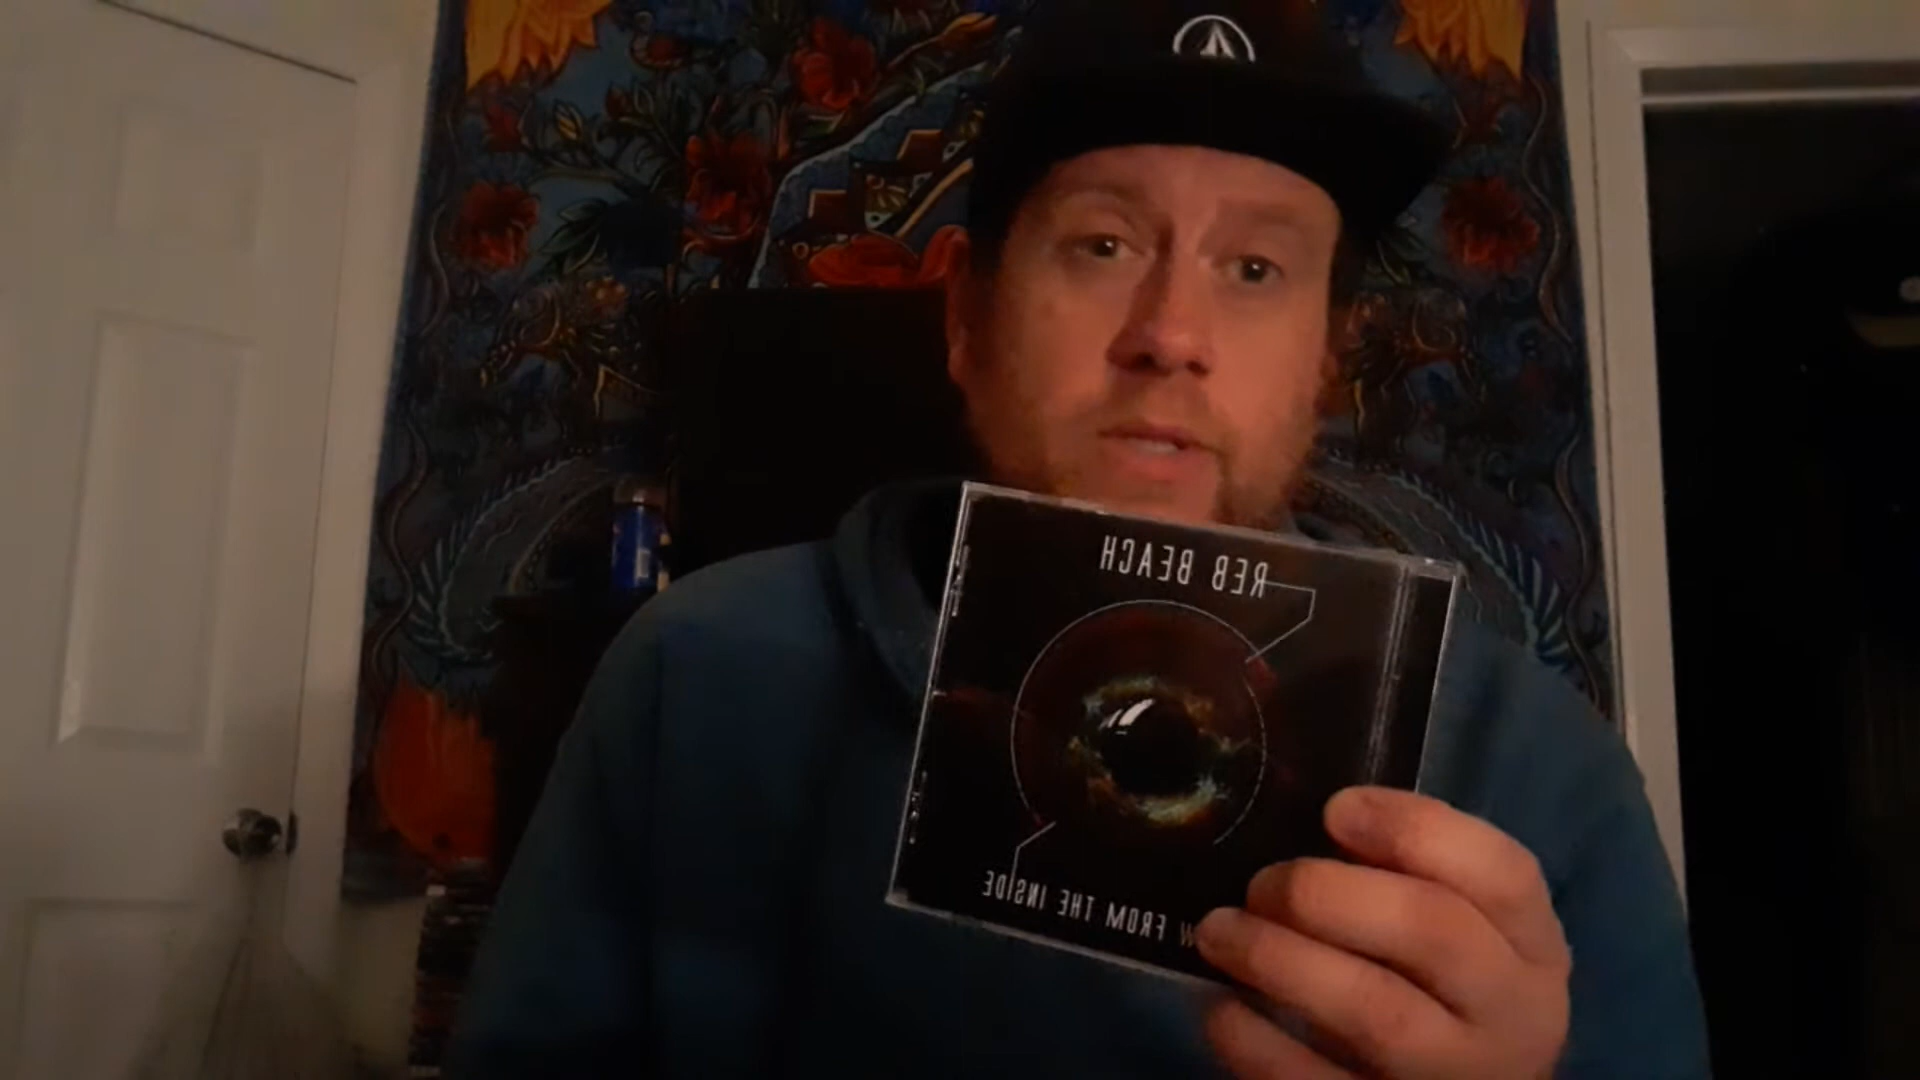 REB BEACH
W FROM THE INSIDE